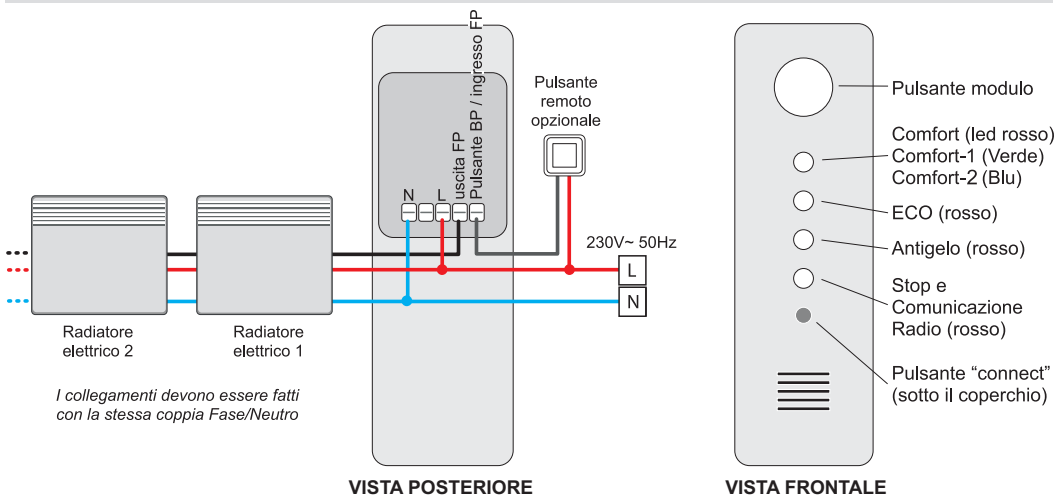 N
L
uscita FP
Pulsante BP / ingresso FP
Pulsante
remoto
opzionale
230V~ 50Hz
L
N
Radiatore
elettrico 2
Radiatore
elettrico 1
I collegamenti devono essere fatti
con la stessa coppia Fase/Neutro
VISTA POSTERIORE
Pulsante modulo
Comfort (led rosso)
Comfort-1 (Verde)
Comfort-2 (Blu)
ECO (rosso)
Antigelo (rosso)
Stop e
Comunicazione
Radio (rosso)
Pulsante “connect”
(sotto il coperchio)
VISTA FRONTALE